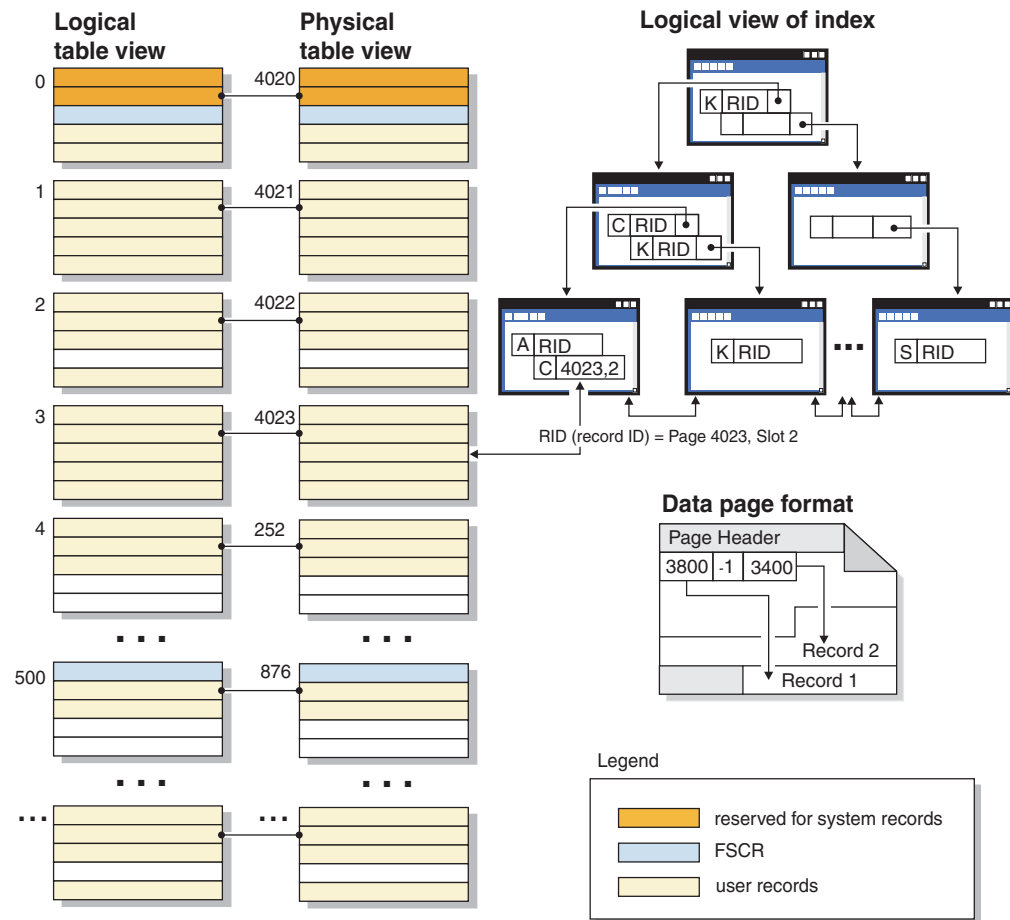 Logical
table view
Physical
table view
Logical view of index
0
4020
1
4021
2
4022
3
4023
4
252
500
876
...
...
...
...
...
...
K RID
C RID
K RID
A RID
C 4023,2
K RID
...
S RID
RID (record ID) = Page 4023, Slot 2
Data page format
Page Header
3800 -1 3400
Record 2
Record 1
Legend
reserved for system records
FSCR
user records